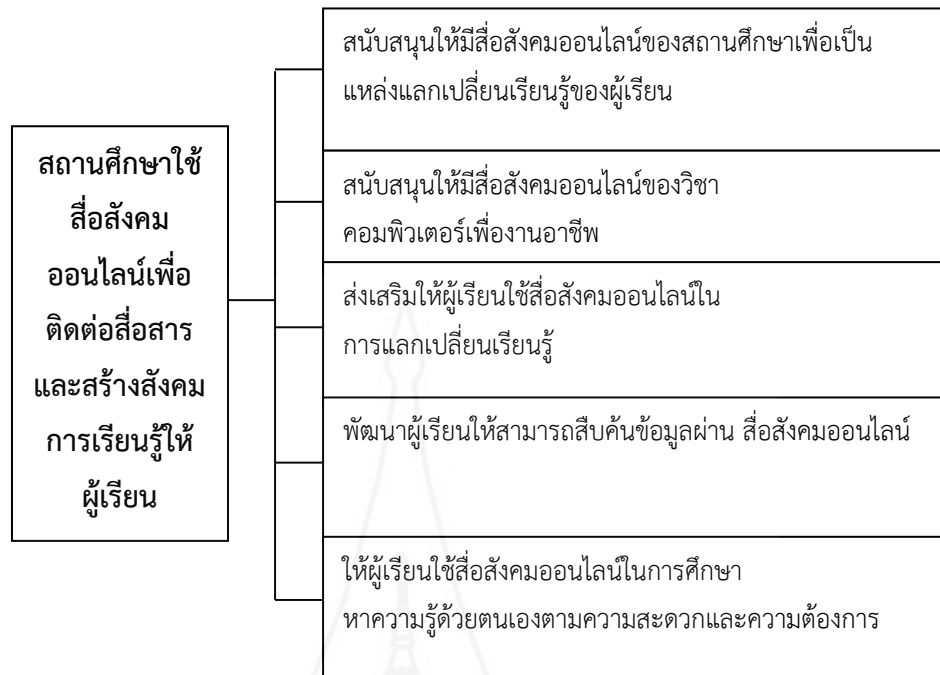 สถานศึกษาใช้
สื่อสังคม
ออนไลน์เพื่อ
ติดต่อสื่อสาร
และสร้างสังคม
การเรียนรู้ให้
ผู้เรียน
สนับสนุนให้มีสื่อสังคมออนไลน์ของสถานศึกษาเพื่อเป็น
แหล่งแลกเปลี่ยนเรียนรู้ของผู้เรียน
สนับสนุนให้มีสื่อสังคมออนไลน์ของวิชา
คอมพิวเตอร์เพื่องานอาชีพ
ส่งเสริมให้ผู้เรียนใช้สื่อสังคมออนไลน์ใน
การแลกเปลี่ยนเรียนรู้
พัฒนาผู้เรียนให้สามารถสืบค้นข้อมูลผ่าน สื่อสังคมออนไลน์
ให้ผู้เรียนใช้สื่อสังคมออนไลน์ในการศึกษา
หาความรู้ด้วยตนเองตามความสะดวกและความต้องการ